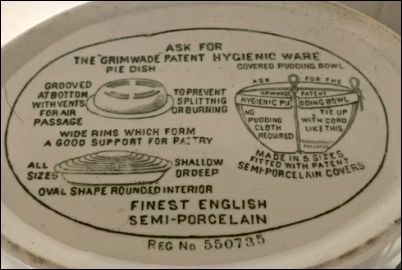 ASK FOR
THE "GRIMWADE PATENT HYGIENIC WARE
PIE DISH
GROOVED
AT BOTTOM
WITH VENTS
FOR AIR
PASSAGE
TO PREVENT
SPLITTNIG
OR BURNING
WIDE RIMS WHICH FORM
A GOOD SUPPORT FOR PASTRY
ALL
SIZES
SHALLOW
OR DEEP
OVAL SHAPE ROUNDED INTERIOR
COVERED PUDDING BOWL
ASK FOR THE
GRIMWADE PATENT
HYGIENIC PUDDING BOWL
NO
PUDDING
CLOTH
REQUIRED
TIE UP
WITH CORD
LIKE THIS
MADE IN 5 SIZES
FITTED WITH PATENT
SEMI-PORCELAIN COVERS
FINEST ENGLISH
SEMI-PORCELAIN
REG NO 550735